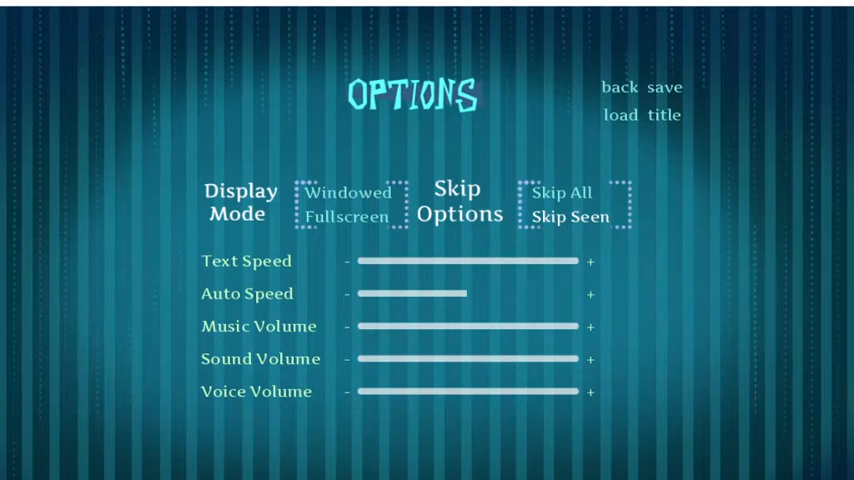 OPTIONS
back save
load title
Display Mode
Windowed
Fullscreen
Skip Options
Skip All
Skip Seen
Text Speed - +
Auto Speed - +
Music Volume - +
Sound Volume - +
Voice Volume - +